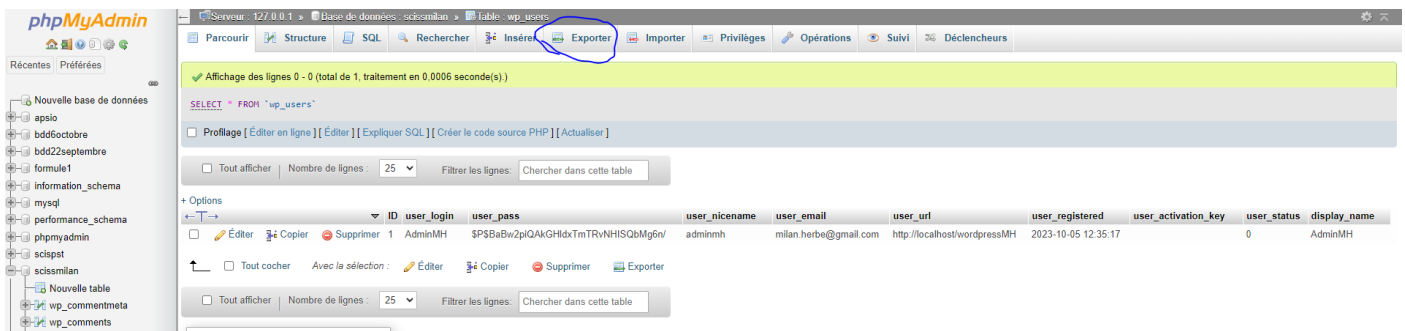 phpMyAdmin
Récentes Préférées
Nouvelle base de données
apsio
bdd6octobre
bdd22septembre
formule1
information_schema
mysql
performance_schema
phpmyadmin
scispst
scissmilan
Nouvelle table
wp_commentmeta
wp_comments
Serveur : 127.0.0.1 » Base de données : scissmilan » Table : wp_users
Parcourir Structure SQL Rechercher Insérer Exporter Importer Privilèges Opérations Suivi Déclencheurs
Affichage des lignes 0 - 0 (total de 1, traitement en 0,0006 seconde(s).)
SELECT * FROM `wp_users`
Profilage [ Éditer en ligne ] [ Éditer ] [ Expliquer SQL ] [ Créer le code source PHP ] [ Actualiser ]
Tout afficher | Nombre de lignes : 25 Filtrer les lignes: Chercher dans cette table
+ Options
←T→ ID user_login user_pass user_nicename user_email user_url user_registered user_activation_key user_status display_name
Éditer Copier Supprimer 1 AdminMH $P$BaBw2piQAkGHIdxTmTRvNHISQbMg6n/ adminmh milan.herbe@gmail.com http://localhost/wordpressMH 2023-10-05 12:35:17 0 AdminMH
Tout cocher Avec la sélection : Éditer Copier Supprimer Exporter
Tout afficher | Nombre de lignes : 25 Filtrer les lignes: Chercher dans cette table